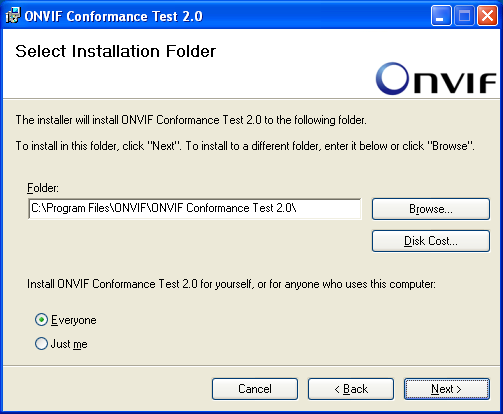 ONVIF Conformance Test 2.0
Select Installation Folder
ONVIF
The installer will install ONVIF Conformance Test 2.0 to the following folder.
To install in this folder, click "Next". To install to a different folder, enter it below or click "Browse".
Folder:
C:\Program Files\ONVIF\ONVIF Conformance Test 2.0\
Browse...
Disk Cost...
Install ONVIF Conformance Test 2.0 for yourself, or for anyone who uses this computer:
Everyone
Just me
Cancel
< Back
Next >